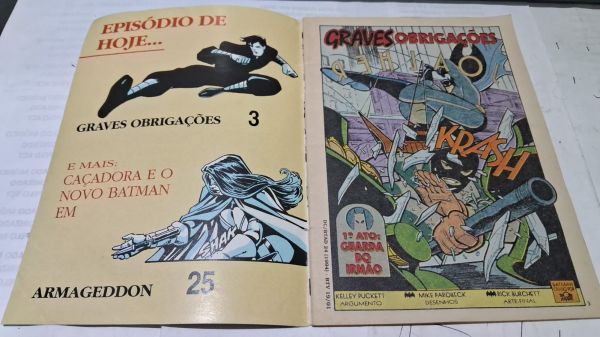 EPISÓDIO DE
HOJE...
GRAVES OBRIGAÇÕES 3
E MAIS:
CAÇADORA E O
NOVO BATMAN
EM
ARMAGEDDON 25
GRAVES OBRIGAÇÕES
KRASH
1º ATO:
GUARDA
DO
IRMÃO
KELLEY PUCKETT
ARGUMENTO
MIKE PAROBECK
DESENHOS
RICK BURCHETT
ARTE-FINAL
3